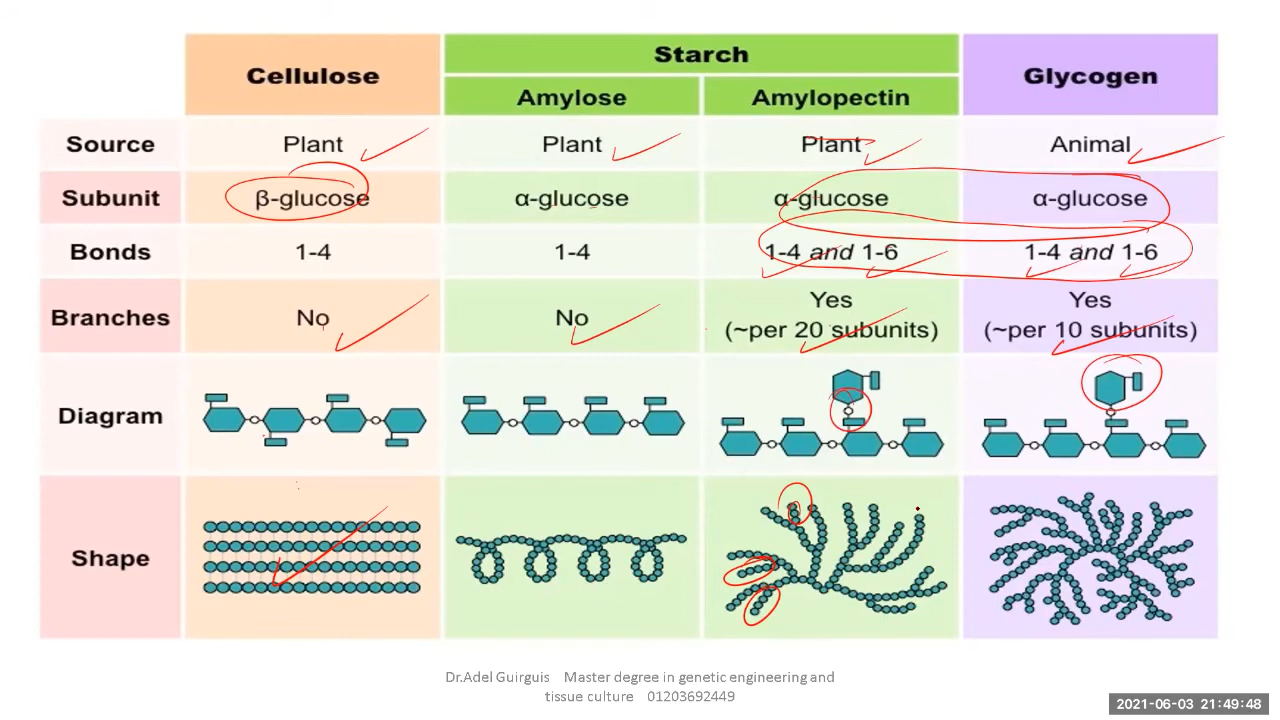 Cellulose
Starch
Amylose
Amylopectin
Glycogen
Source
Plant
Plant
Plant
Animal
Subunit
β-glucose
α-glucose
α-glucose
α-glucose
Bonds
1-4
1-4
1-4 and 1-6
1-4 and 1-6
Branches
No
No
Yes
(~per 20 subunits)
Yes
(~per 10 subunits)
Diagram
Shape
Dr.Adel Guirguis Master degree in genetic engineering and
tissue culture 01203692449
2021-06-03 21:49:48